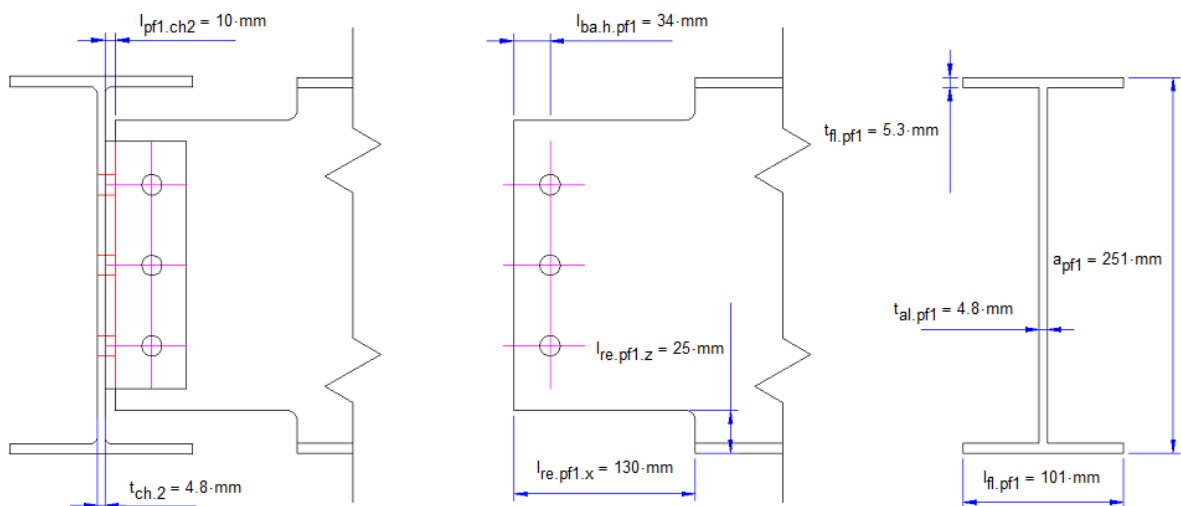 lpf1.ch2 = 10·mm
lba.h.pf1 = 34·mm
tfl.pf1 = 5.3·mm
apf1 = 251·mm
tal.pf1 = 4.8·mm
lre.pf1.z = 25·mm
lre.pf1.x = 130·mm
lfl.pf1 = 101·mm
tch.2 = 4.8·mm